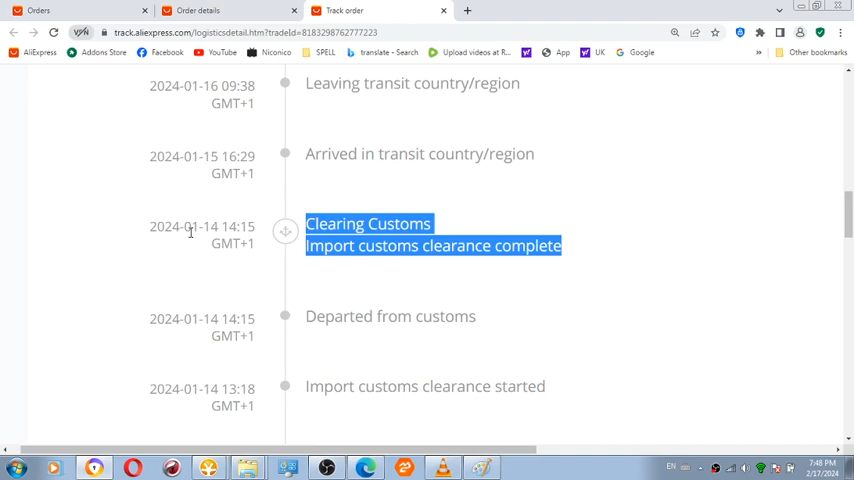 Orders
Order details
Track order
track.aliexpress.com/logisticsdetail.htm?tradeId=8183298762777223
AliExpress
Addons Store
Facebook
YouTube
Niconico
SPELL
translate - Search
Upload videos at R...
App
UK
Google
Other bookmarks
2024-01-16 09:38
GMT+1
Leaving transit country/region
2024-01-15 16:29
GMT+1
Arrived in transit country/region
2024-01-14 14:15
GMT+1
Clearing Customs
Import customs clearance complete
2024-01-14 14:15
GMT+1
Departed from customs
2024-01-14 13:18
GMT+1
Import customs clearance started
EN
7:48 PM
2/17/2024